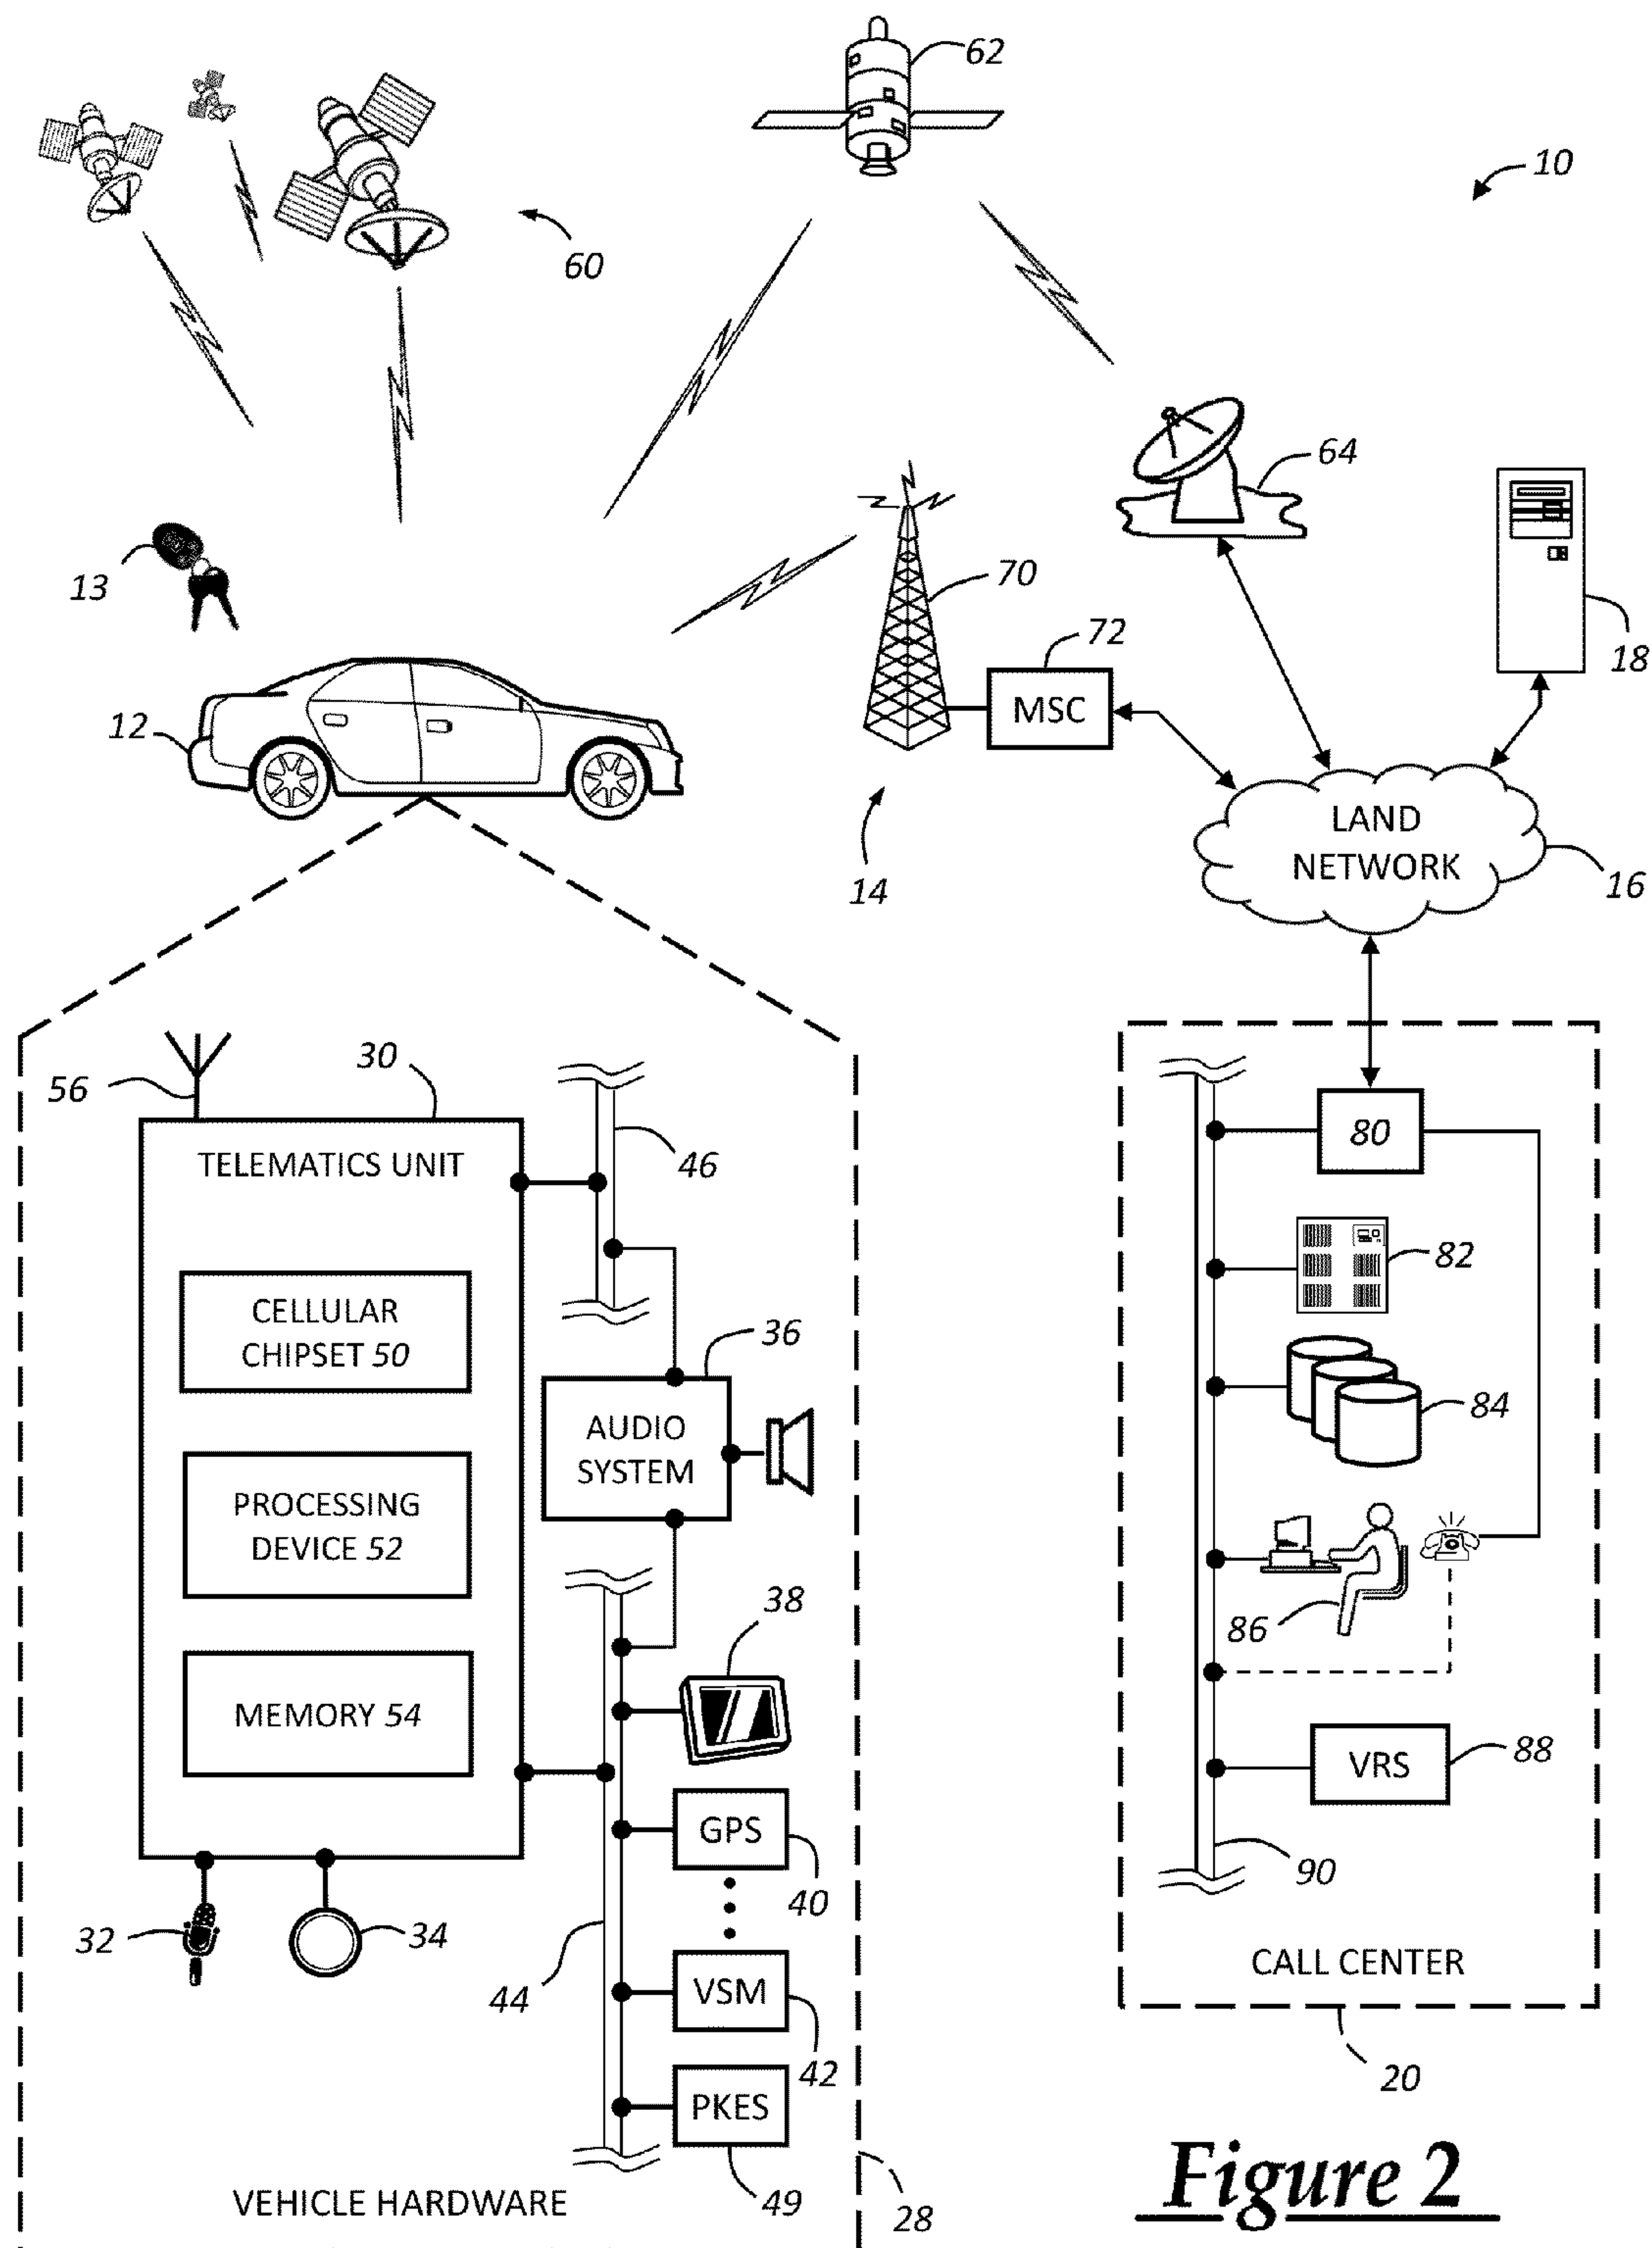 62
10
60
64
13
70
72
18
MSC
12
LAND
NETWORK
14
16
56
30
46
TELEMATICS UNIT
80
82
CELLULAR
CHIPSET 50
36
AUDIO
SYSTEM
84
PROCESSING
DEVICE 52
38
86
MEMORY 54
VRS
88
GPS
90
40
32
34
44
VSM
CALL CENTER
42
20
PKES
49
VEHICLE HARDWARE
28
Figure 2